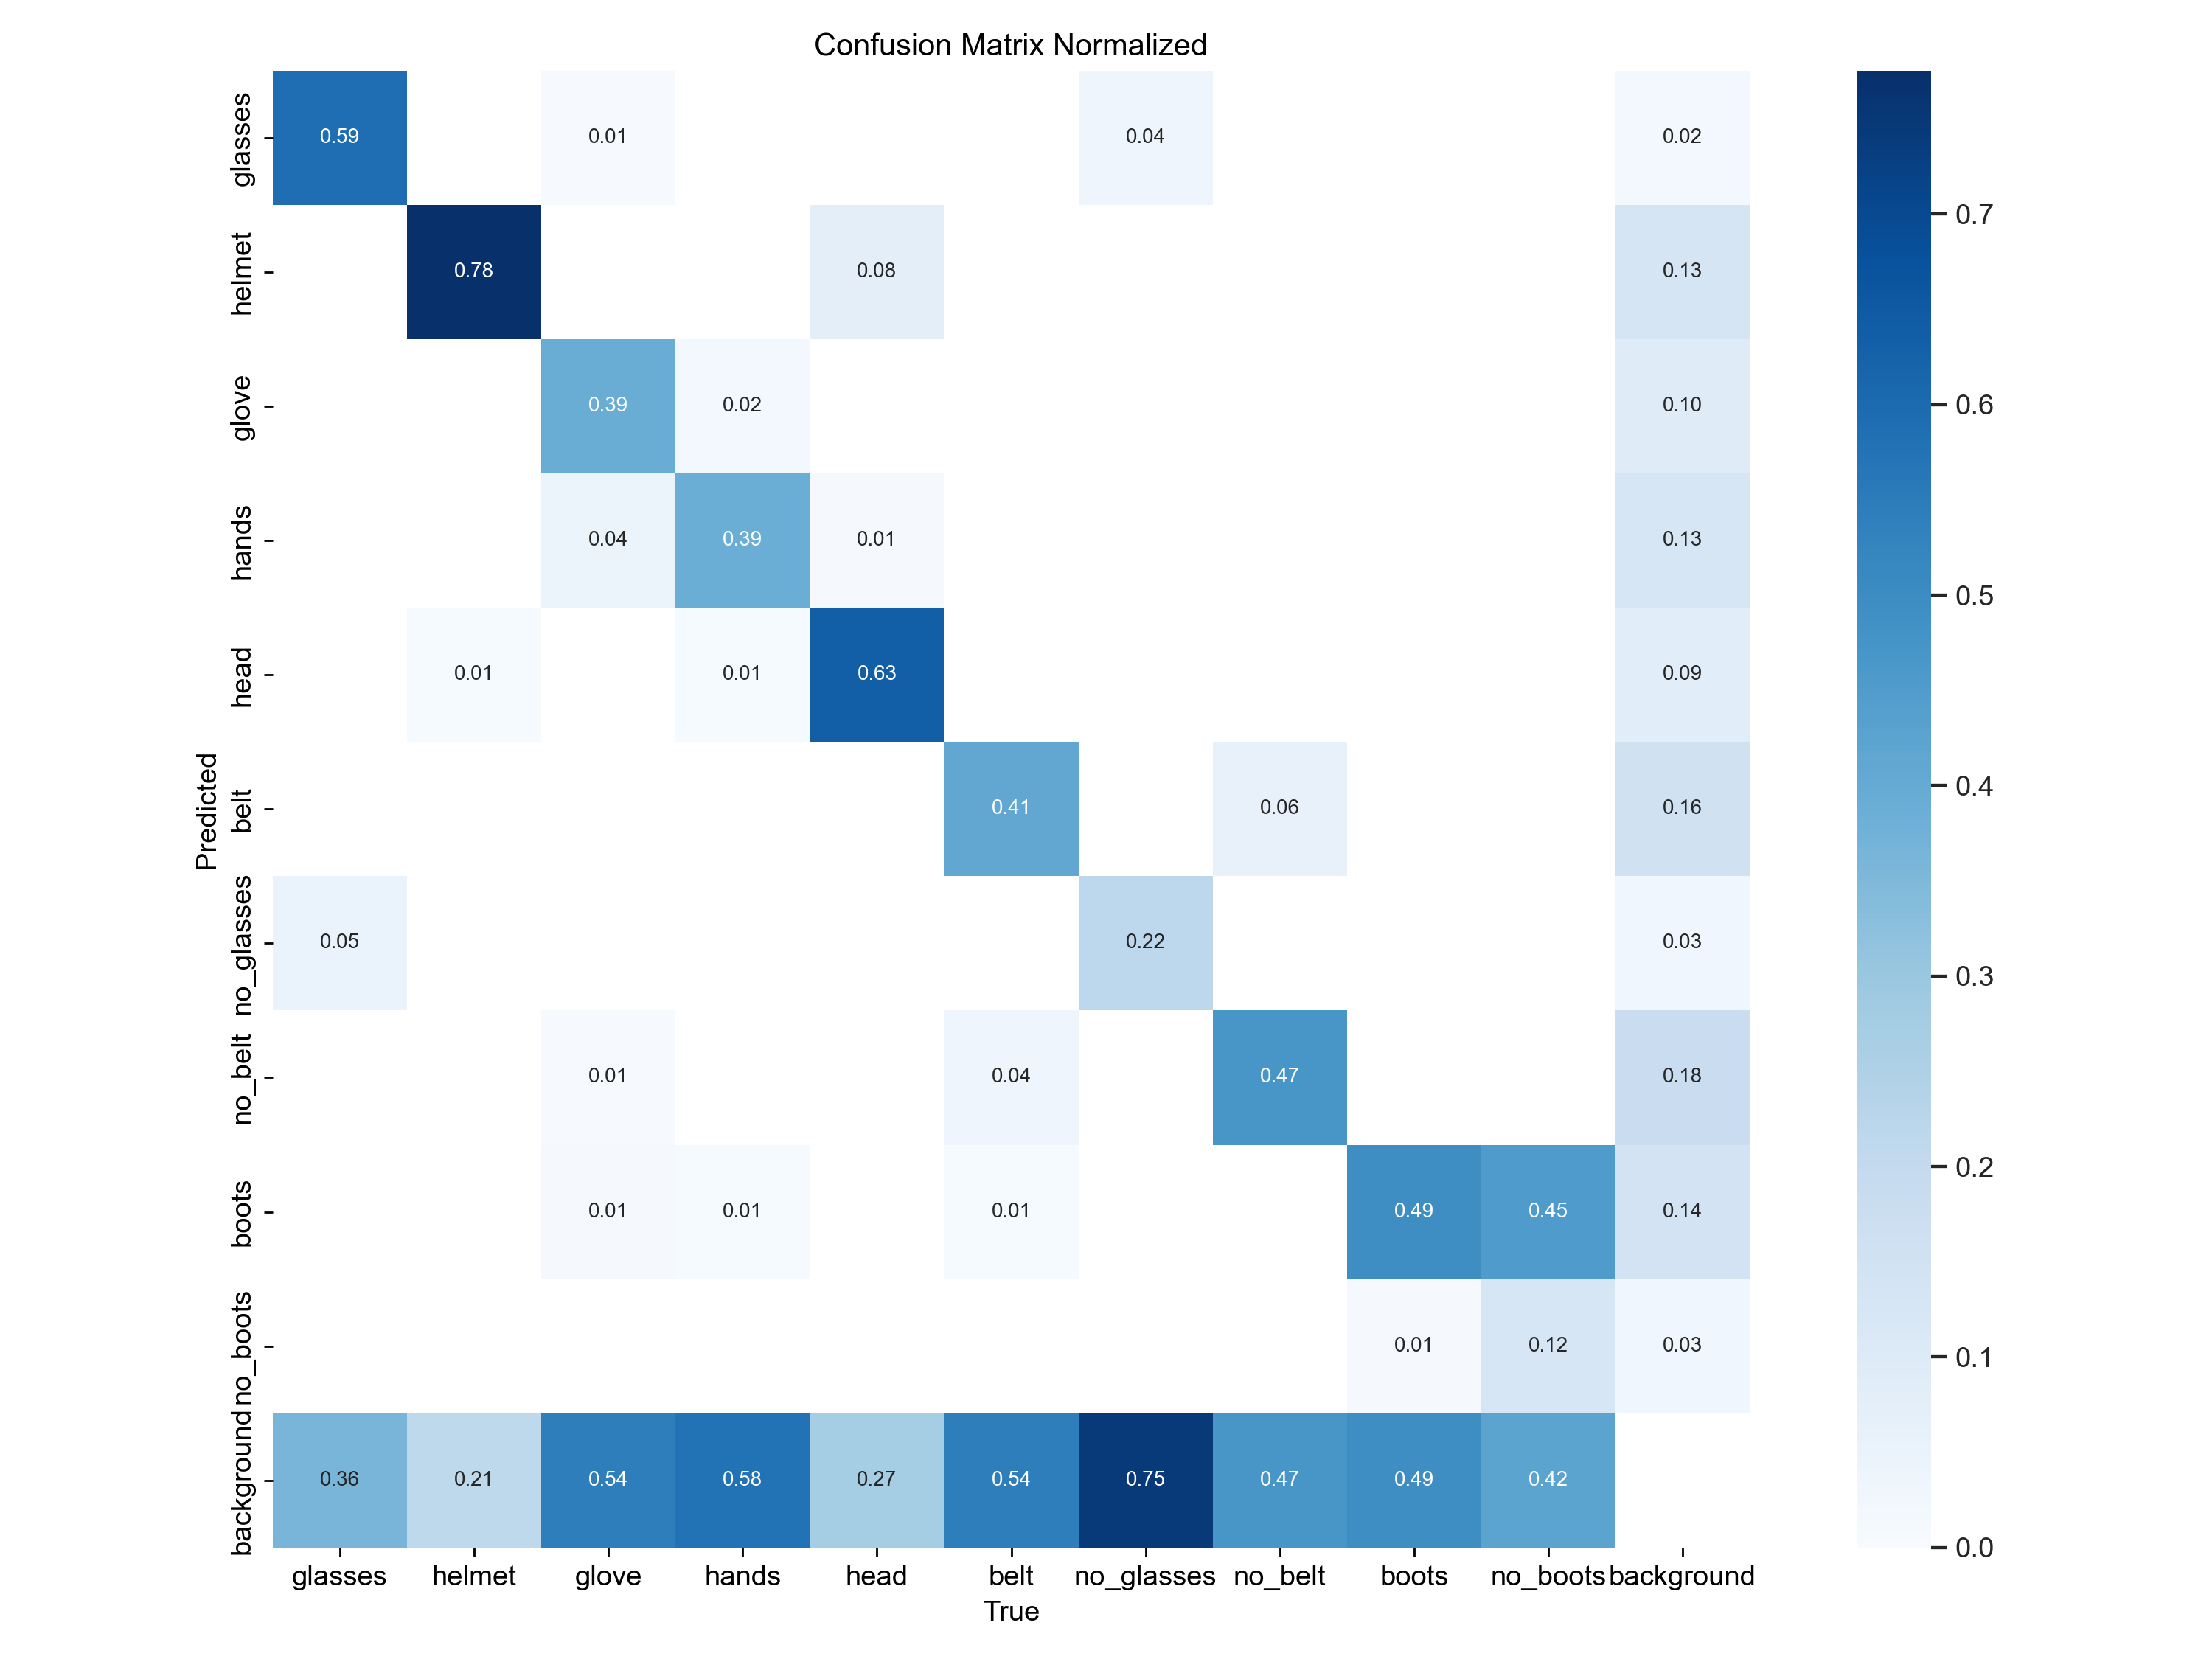 Confusion Matrix Normalized
glasses 0.59 0.01 0.04 0.02
helmet 0.78 0.08 0.13
glove 0.39 0.02 0.10
hands 0.04 0.39 0.01 0.13
head 0.01 0.01 0.63 0.09
belt 0.41 0.06 0.16
no_glasses 0.05 0.22 0.03
no_belt 0.01 0.04 0.47 0.18
boots 0.01 0.01 0.01 0.49 0.45 0.14
no_boots 0.01 0.12 0.03
background 0.36 0.21 0.54 0.58 0.27 0.54 0.75 0.47 0.49 0.42
Predicted
glasses helmet glove hands head belt no_glasses no_belt boots no_boots background
True
0.7
0.6
0.5
0.4
0.3
0.2
0.1
0.0